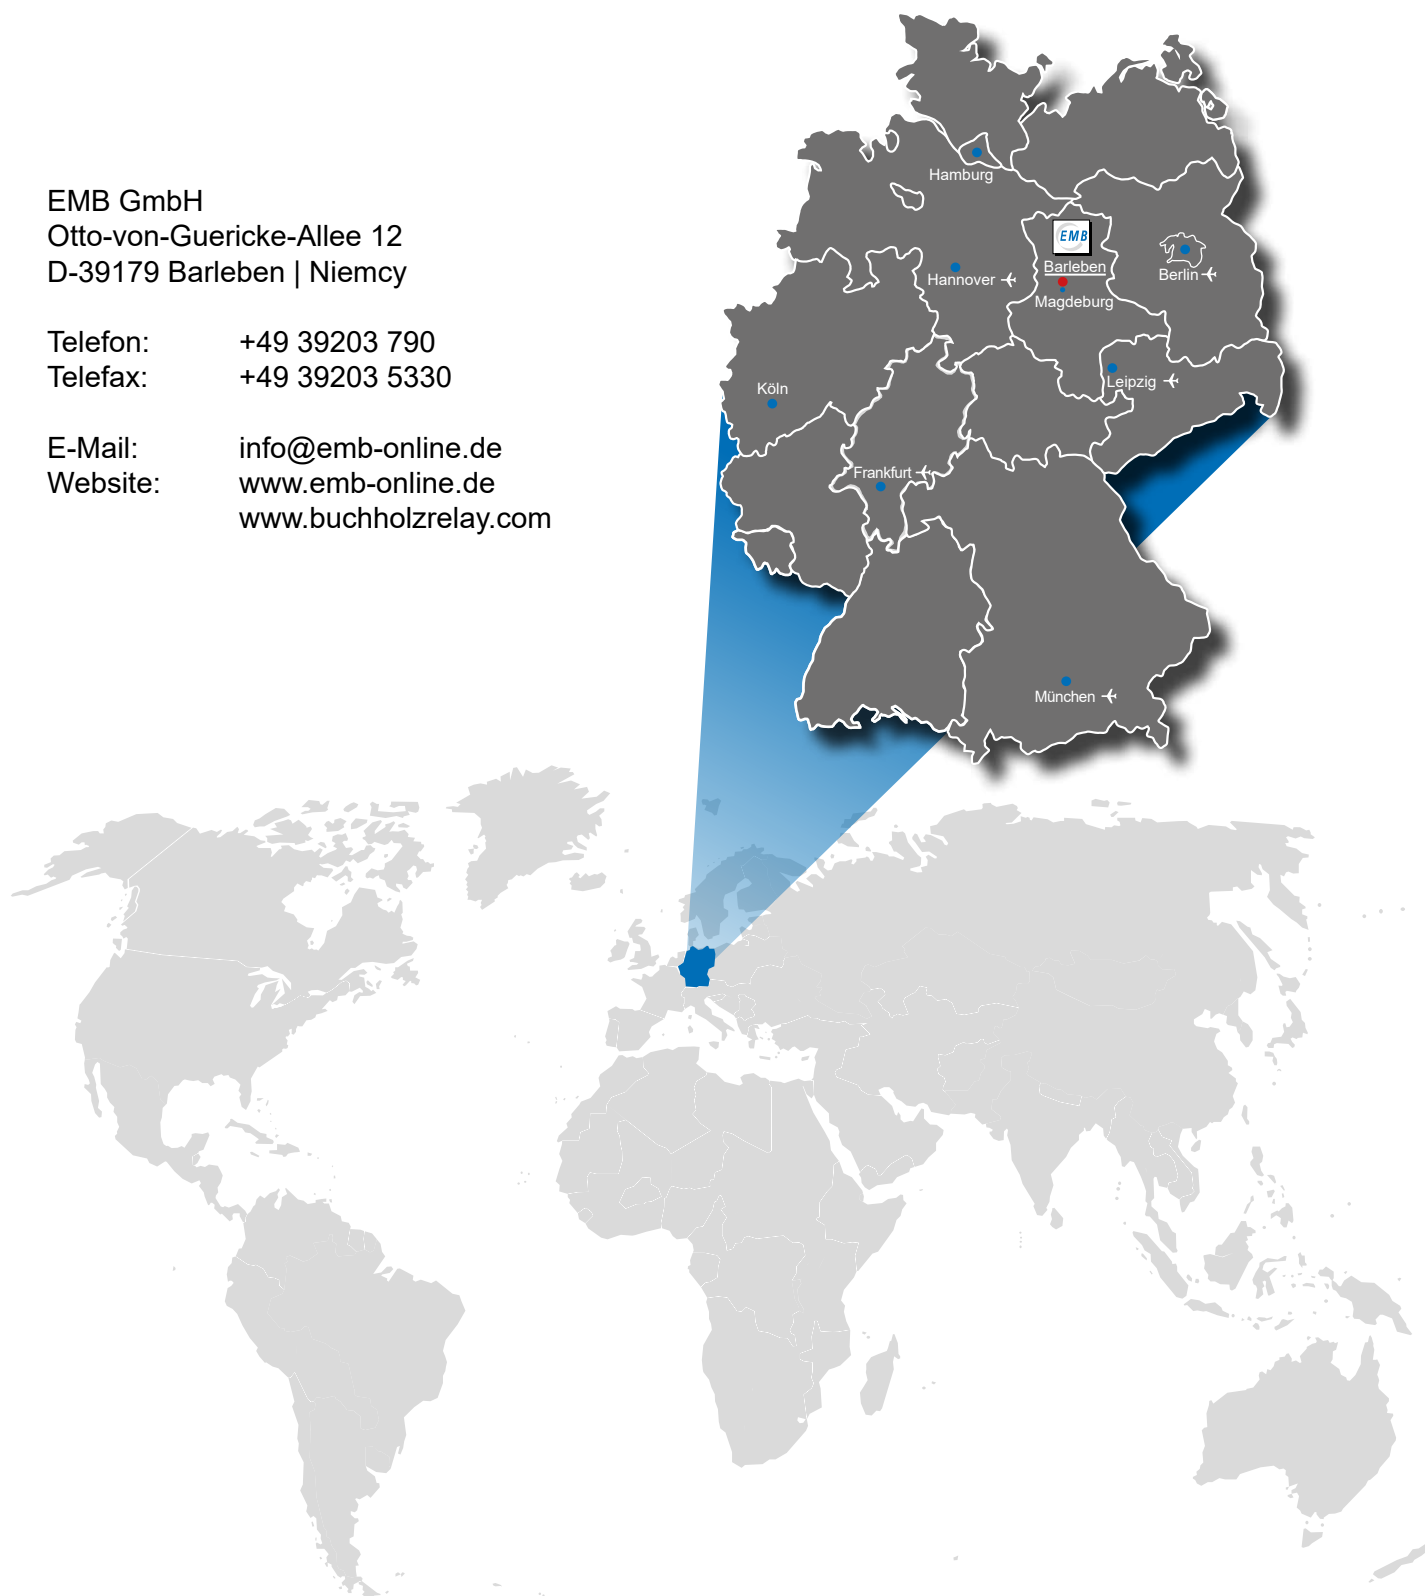 EMB GmbH
Otto-von-Guericke-Allee 12
D-39179 Barleben | Niemcy
Telefon: +49 39203 790
Telefax: +49 39203 5330
E-Mail: info@emb-online.de
Website: www.emb-online.de
www.buchholzrelay.com
Hamburg
EMB
Barleben
Hannover
Berlin
Magdeburg
Köln
Leipzig
Frankfurt
München